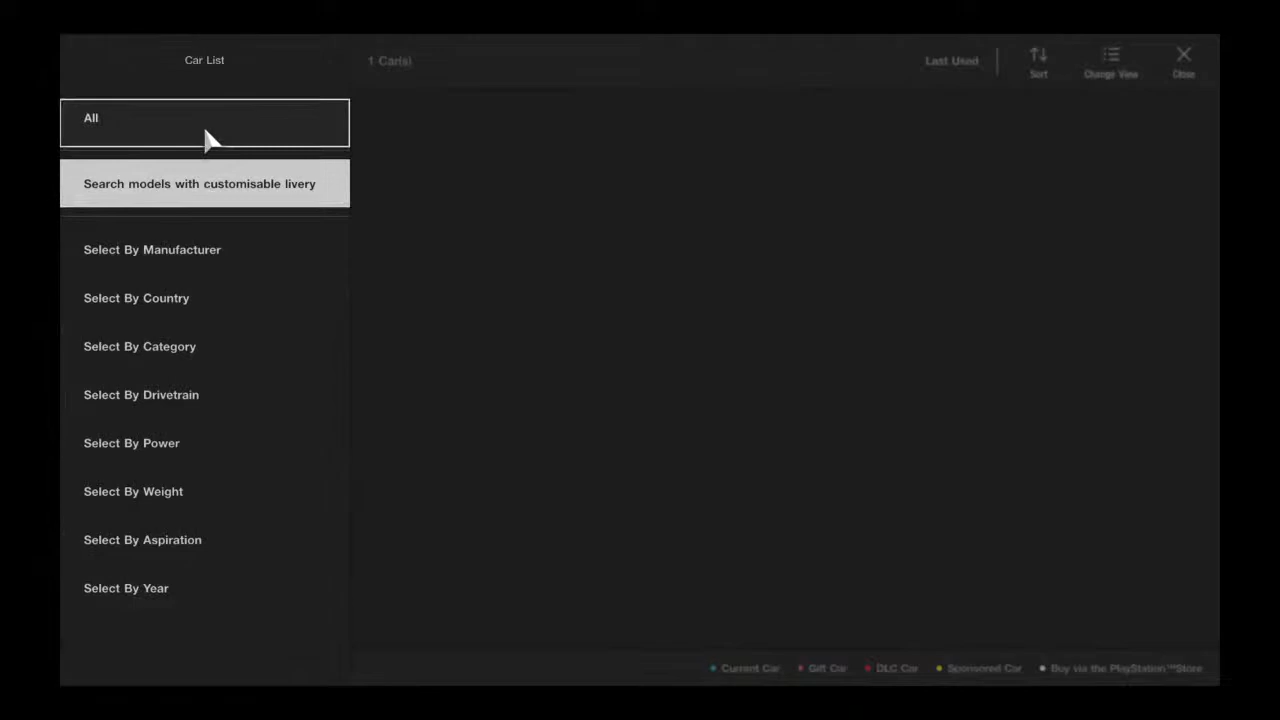 Car List
1 Car(s)
Last Used
Sort
Change View
Close
All
Search models with customisable livery
Select By Manufacturer
Select By Country
Select By Category
Select By Drivetrain
Select By Power
Select By Weight
Select By Aspiration
Select By Year
Current Car
Gift Car
DLC Car
Sponsored Car
Buy via the PlayStation™Store